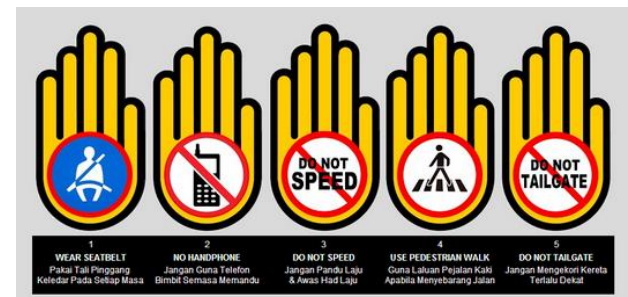 DO NOT
SPEED
DO NOT
TAILGATE
1
WEAR SEATBELT
Pakai Tali Pinggang
Keledar Pada Setiap Masa
2
NO HANDPHONE
Jangan Guna Telefon
Bimbit Semasa Memandu
3
DO NOT SPEED
Jangan Pandu Laju
& Awas Had Laju
4
USE PEDESTRIAN WALK
Guna Laluan Pejalan Kaki
Apabila Menyebarang Jalan
5
DO NOT TAILGATE
Jangan Mengekori Kereta
Terlalu Dekat